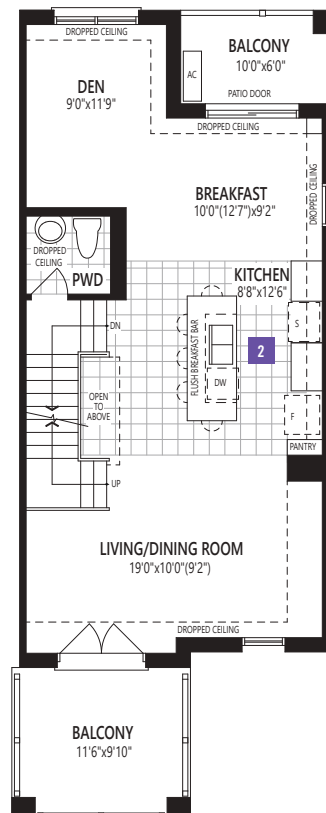 DROPPED CEILING
BALCONY
10'0"x6'0"
AC
DEN
9'0"x11'9"
PATIO DOOR
DROPPED CEILING
DROPPED CEILING
BREAKFAST
10'0"(12'7")x9'2"
DROPPED
CEILING
PWD
KITCHEN
8'8"x12'6"
DN
S
2
FLUSH BREAKFAST BAR
DW
OPEN
TO
ABOVE
F
PANTRY
UP
LIVING/DINING ROOM
19'0"x10'0"(9'2")
DROPPED CEILING
BALCONY
11'6"x9'10"